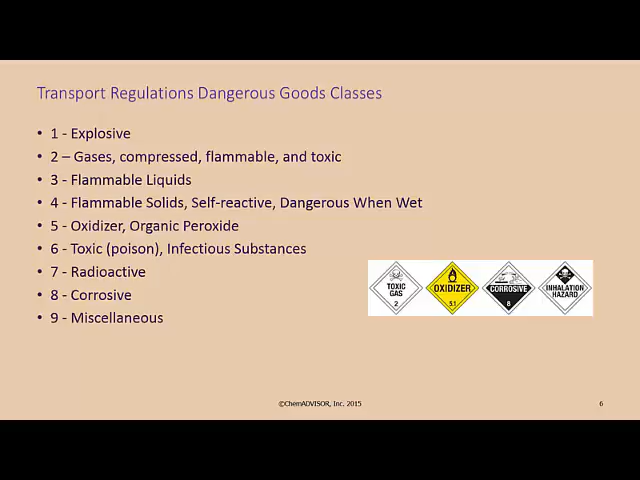 Transport Regulations Dangerous Goods Classes
• 1 - Explosive
• 2 – Gases, compressed, flammable, and toxic
• 3 - Flammable Liquids
• 4 - Flammable Solids, Self-reactive, Dangerous When Wet
• 5 - Oxidizer, Organic Peroxide
• 6 - Toxic (poison), Infectious Substances
• 7 - Radioactive
• 8 - Corrosive
• 9 - Miscellaneous
TOXIC
GAS
2
OXIDIZER
5.1
CORROSIVE
8
INHALATION
HAZARD
©ChemADVISOR, Inc. 2015
6